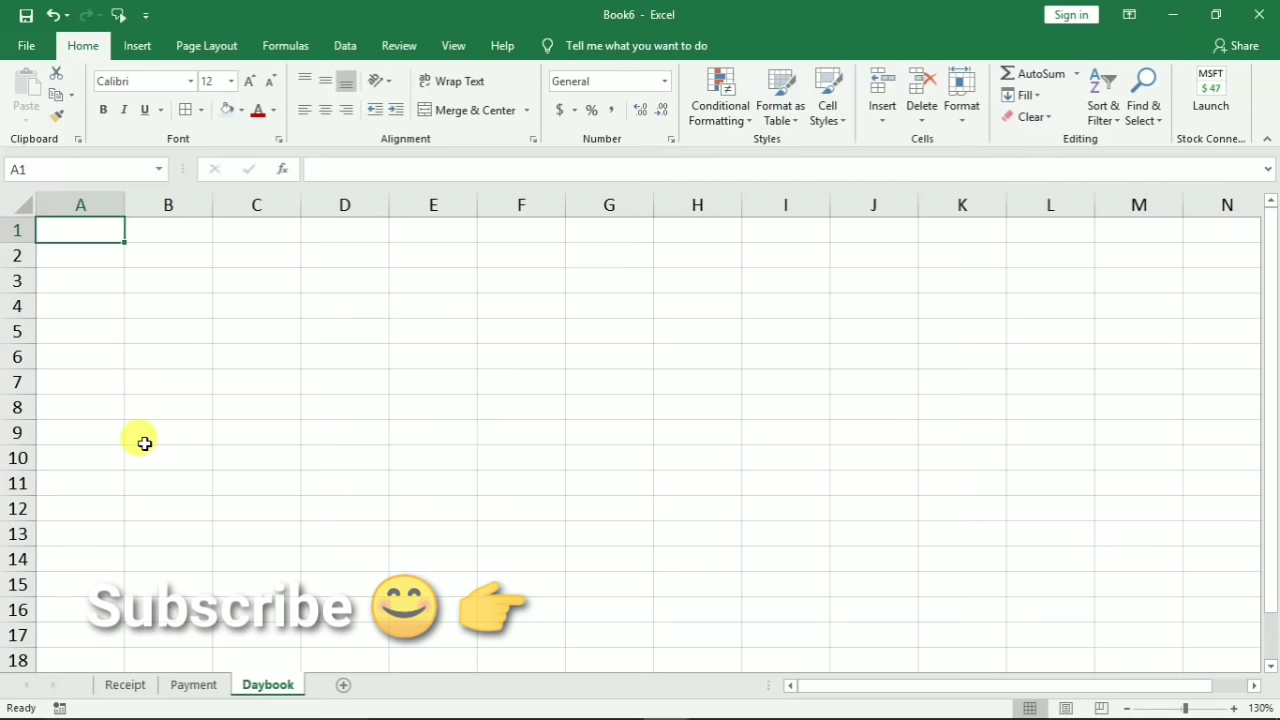 Book6 - Excel
Sign in
File Home Insert Page Layout Formulas Data Review View Help Tell me what you want to do Share
Paste
Calibri 12
B I U
Wrap Text
Merge & Center
General
$ % ,
Conditional Formatting
Format as Table
Cell Styles
Insert Delete Format
AutoSum
Fill
Clear
Sort & Filter
Find & Select
MSFT
$ 47
Launch
Clipboard Font Alignment Number Styles Cells Editing Stock Conne...
A1 fx
A B C D E F G H I J K L M N
1
2
3
4
5
6
7
8
9
10
11
12
13
14
15
16
17
18
Subscribe 😄 👉
Receipt Payment Daybook
Ready 130%